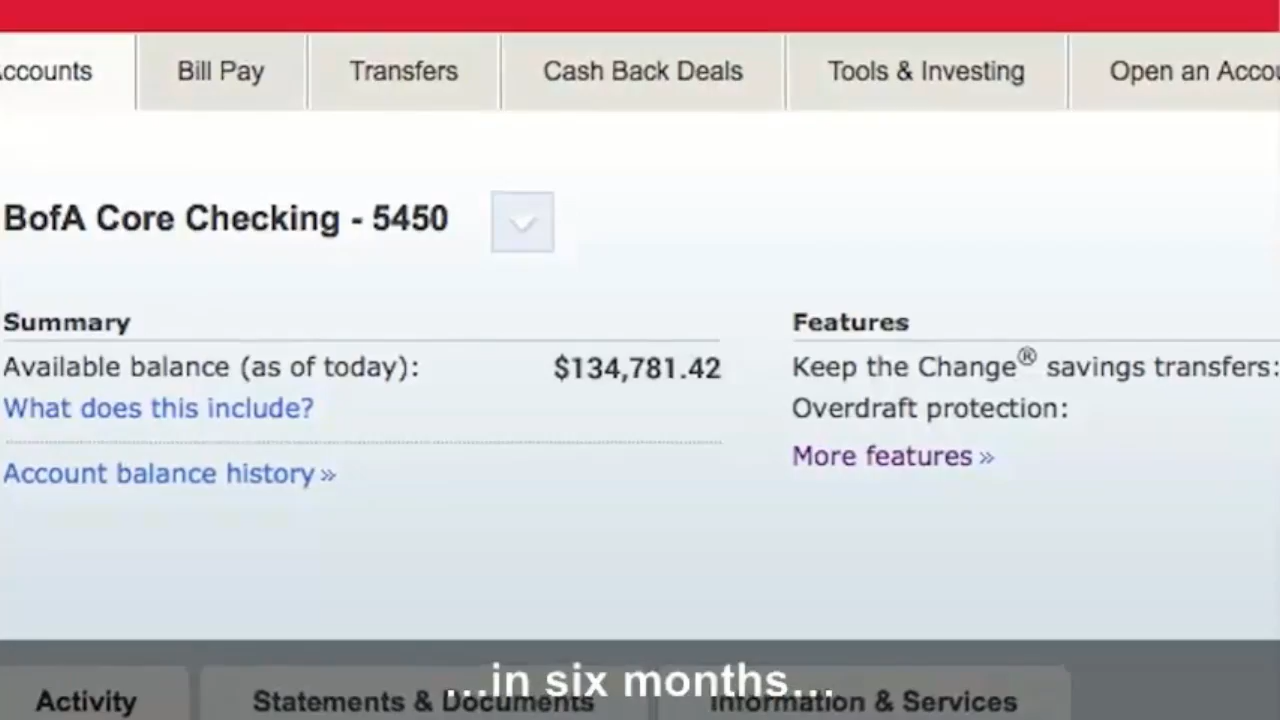 Accounts Bill Pay Transfers Cash Back Deals Tools & Investing Open an Accou
BofA Core Checking - 5450
Summary
Available balance (as of today): $134,781.42
What does this include?
Account balance history »
Features
Keep the Change® savings transfers:
Overdraft protection:
More features »
...in six months...
Activity Statements & Documents Information & Services